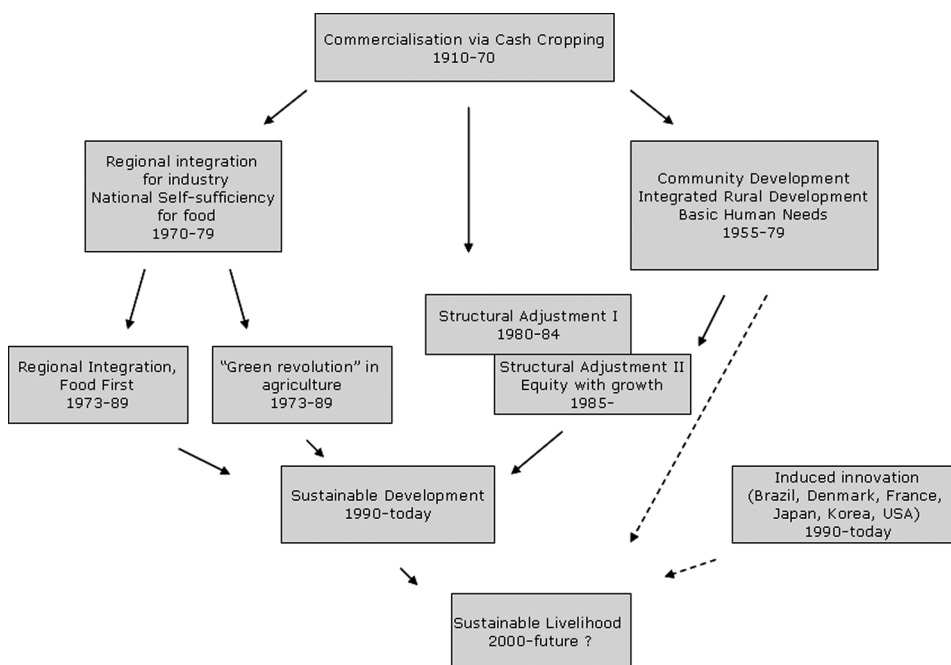 Commercialisation via Cash Cropping
1910-70
Regional integration
for industry
National Self-sufficiency
for food
1970-79
Community Development
Integrated Rural Development
Basic Human Needs
1955-79
Structural Adjustment I
1980-84
Regional Integration,
Food First
1973-89
“Green revolution” in
agriculture
1973-89
Structural Adjustment II
Equity with growth
1985-
Sustainable Development
1990-today
Induced innovation
(Brazil, Denmark, France,
Japan, Korea, USA)
1990-today
Sustainable Livelihood
2000-future ?